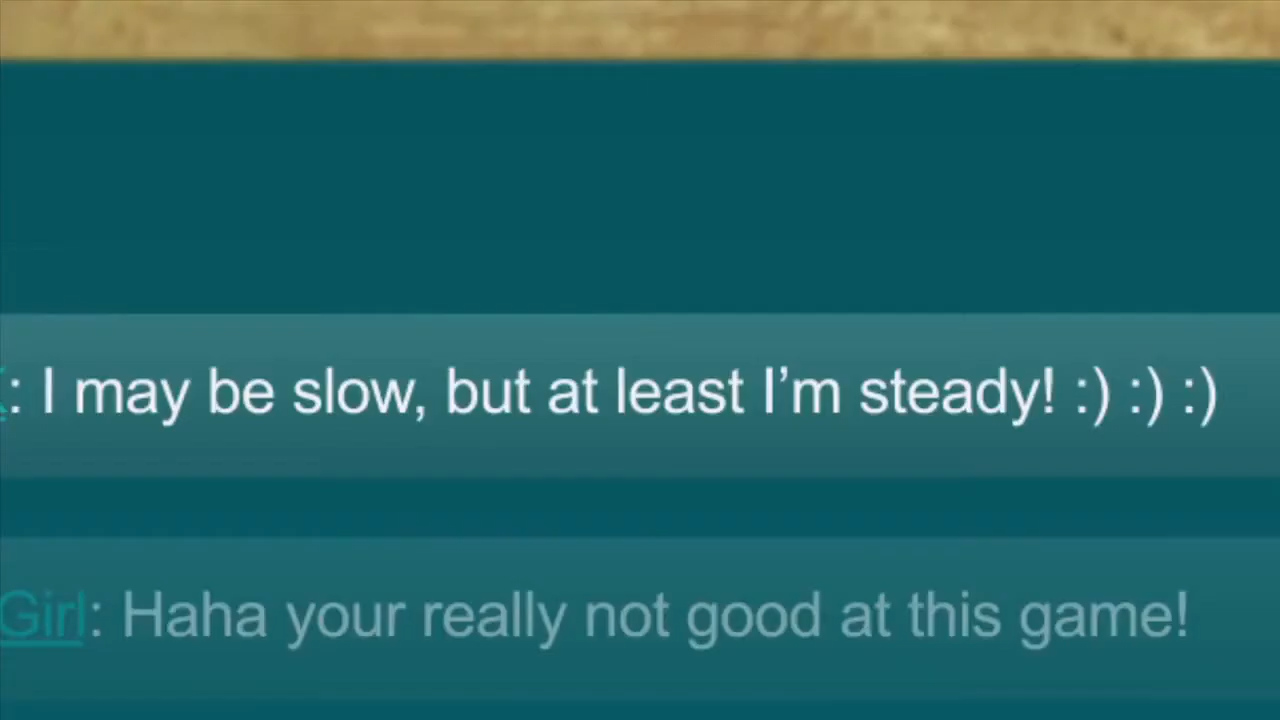 : I may be slow, but at least I’m steady! :) :) :)
Girl: Haha your really not good at this game!